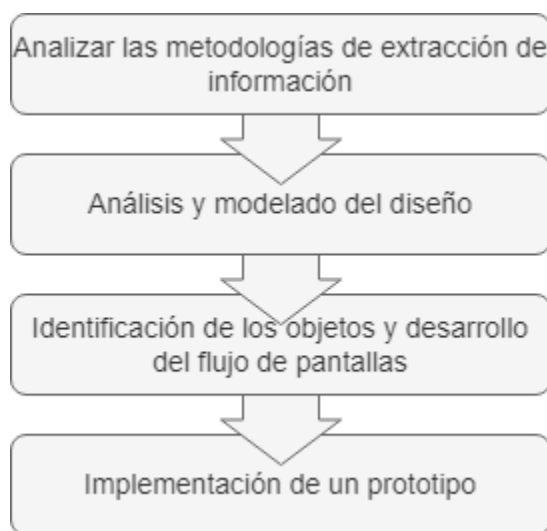 Analizar las metodologías de extracción de
información
Análisis y modelado del diseño
Identificación de los objetos y desarrollo
del flujo de pantallas
Implementación de un prototipo